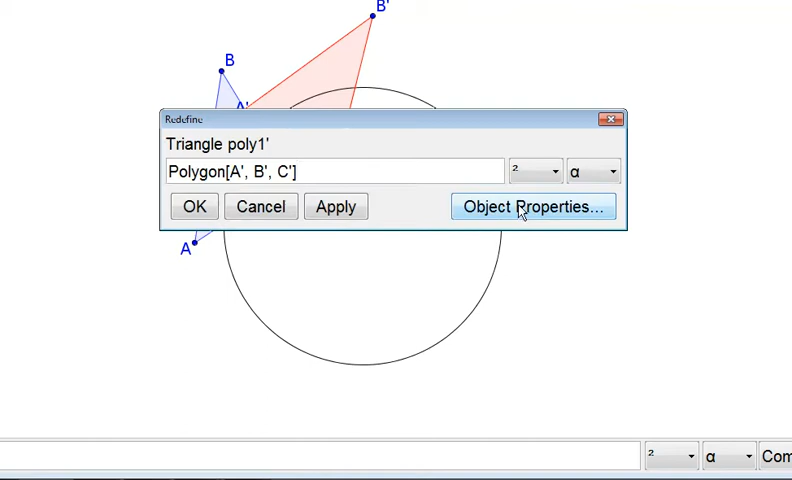 B'
B
A'
Redefine
Triangle poly1'
Polygon[A', B', C']
²
α
OK
Cancel
Apply
Object Properties...
A
²
α
Com